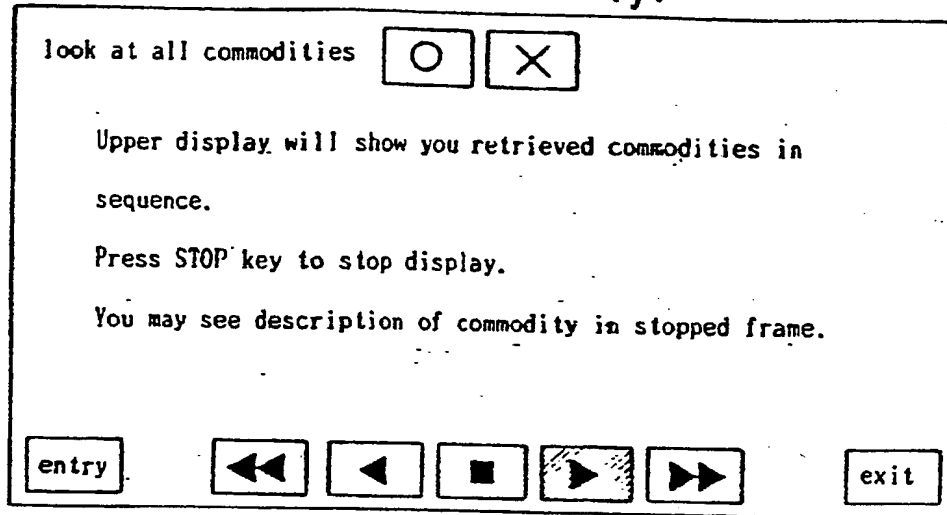 look at all commodities
Upper display will show you retrieved commodities in
sequence.
Press STOP key to stop display.
You may see description of commodity in stopped frame.
entry exit